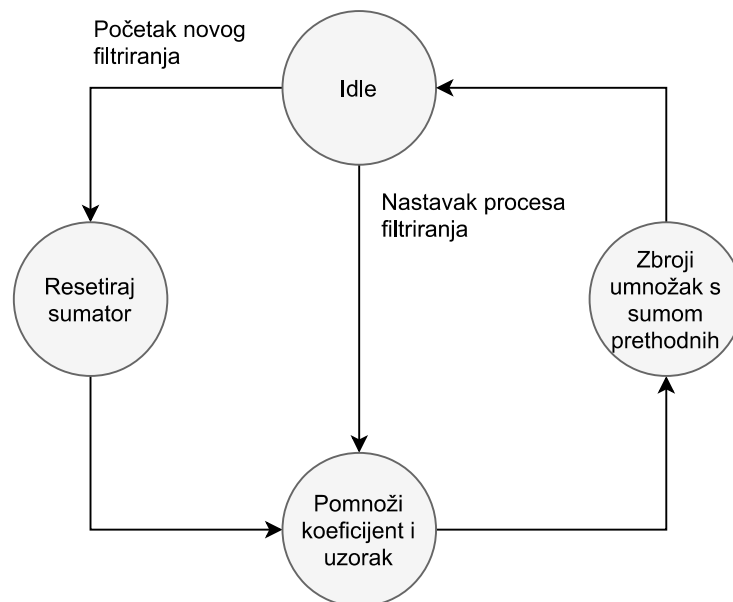 Početak novog
filtriranja
Idle
Nastavak procesa
filtriranja
Resetiraj
sumator
Zbroji
umnožak s
sumom
prethodnih
Pomnoži
koeficijent i
uzorak